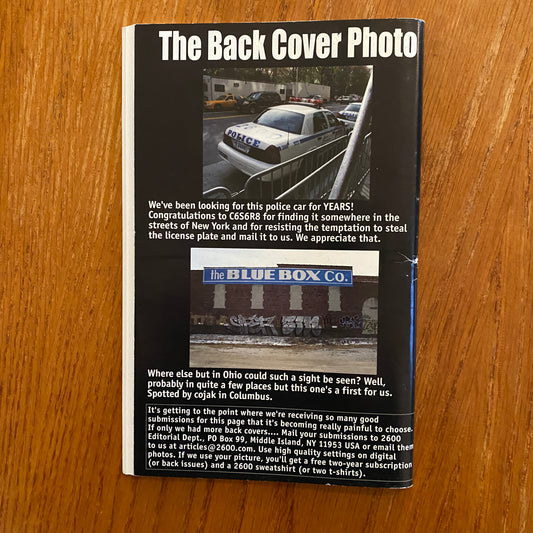 The Back Cover Photo
POLICE
We've been looking for this police car for YEARS!
Congratulations to C6S6R8 for finding it somewhere in the
streets of New York and for resisting the temptation to steal
the license plate and mail it to us. We appreciate that.
the BLUE BOX Co.
Where else but in Ohio could such a sight be seen? Well,
probably in quite a few places but this one's a first for us.
Spotted by cojak in Columbus.
It's getting to the point where we're receiving so many good
submissions for this page that it's becoming really painful to choose.
If only we had more back covers.... Mail your submissions to 2600
Editorial Dept., PO Box 99, Middle Island, NY 11953 USA or email them
to us at articles@2600.com. Use high quality settings on digital
photos. If we use your picture, you'll get a free two-year subscription
(or back issues) and a 2600 sweatshirt (or two t-shirts).